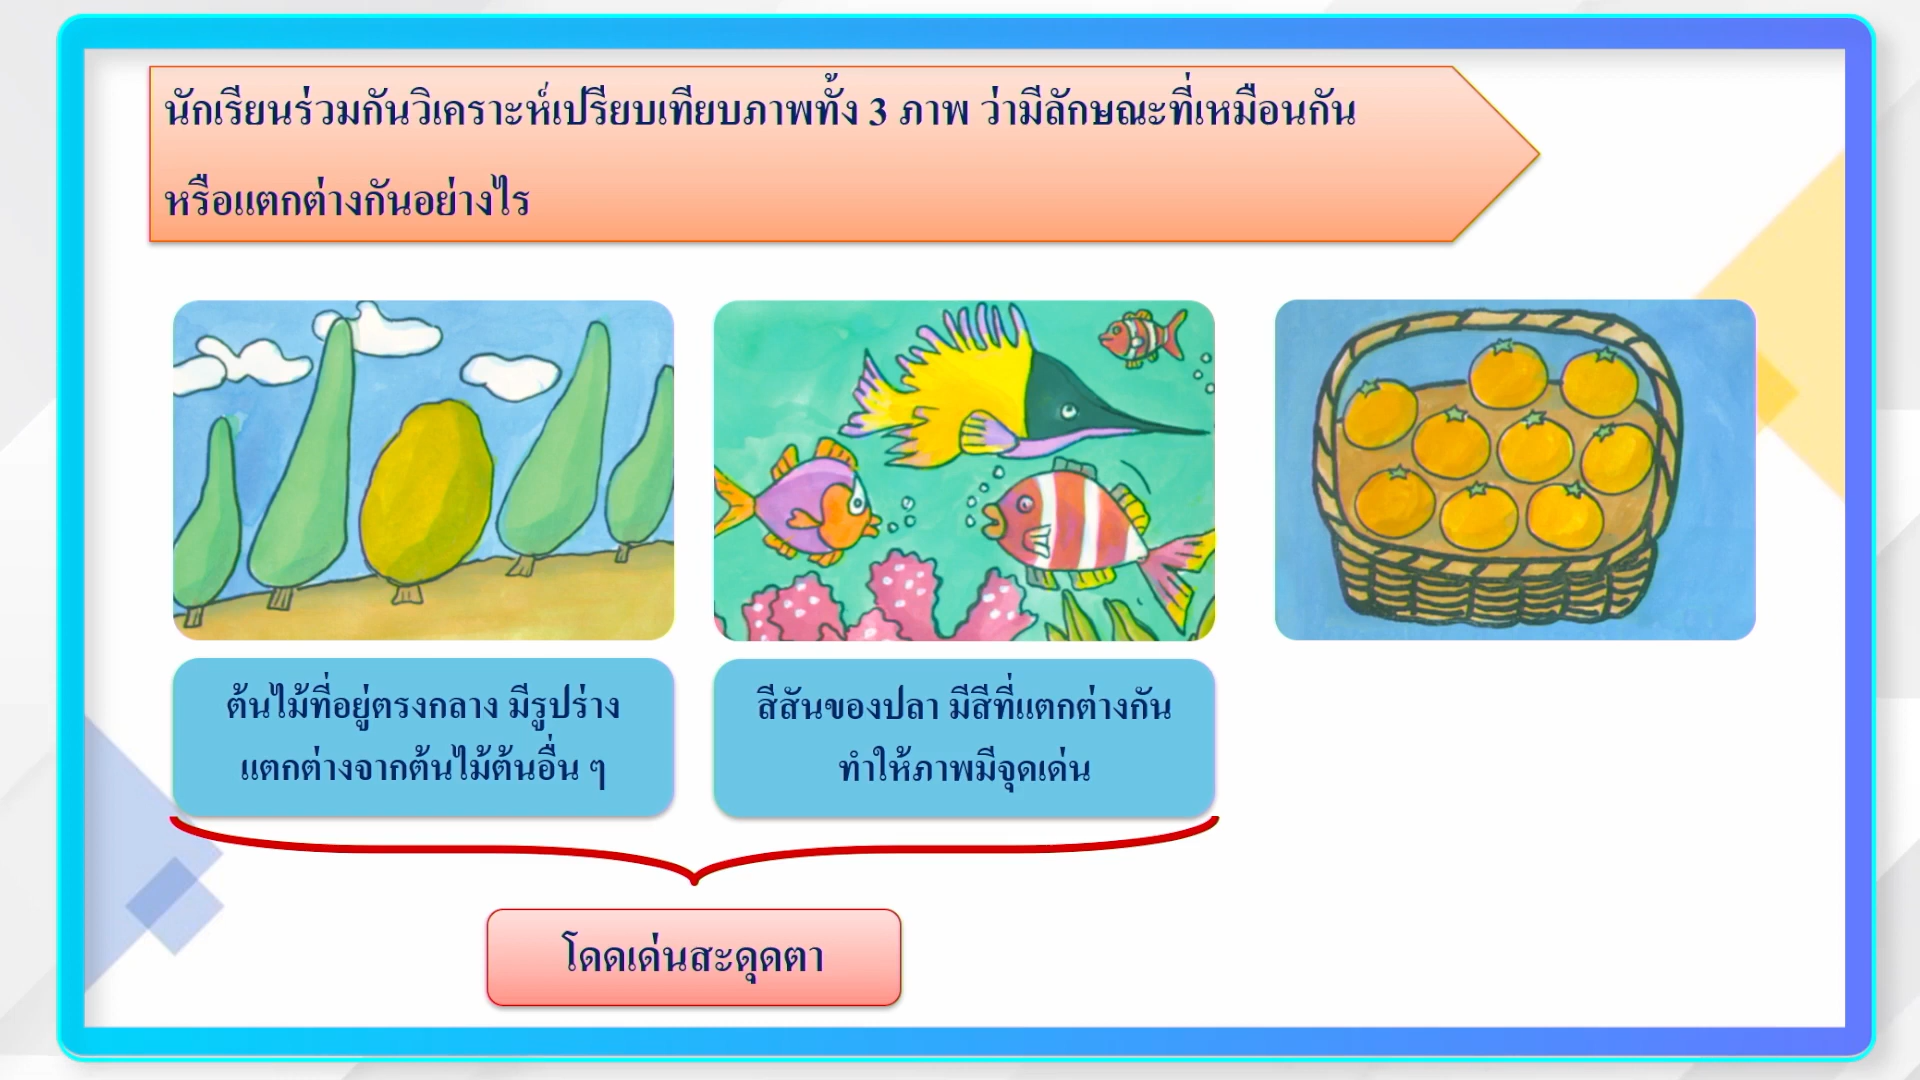 นักเรียนร่วมกันวิเคราะห์เปรียบเทียบภาพทั้ง 3 ภาพ ว่ามีลักษณะที่เหมือนกัน
หรือแตกต่างกันอย่างไร
ต้นไม้ที่อยู่ตรงกลาง มีรูปร่าง
แตกต่างจากต้นไม้ต้นอื่น ๆ
สีสันของปลา มีสีที่แตกต่างกัน
ทำให้ภาพมีจุดเด่น
โดดเด่นสะดุดตา